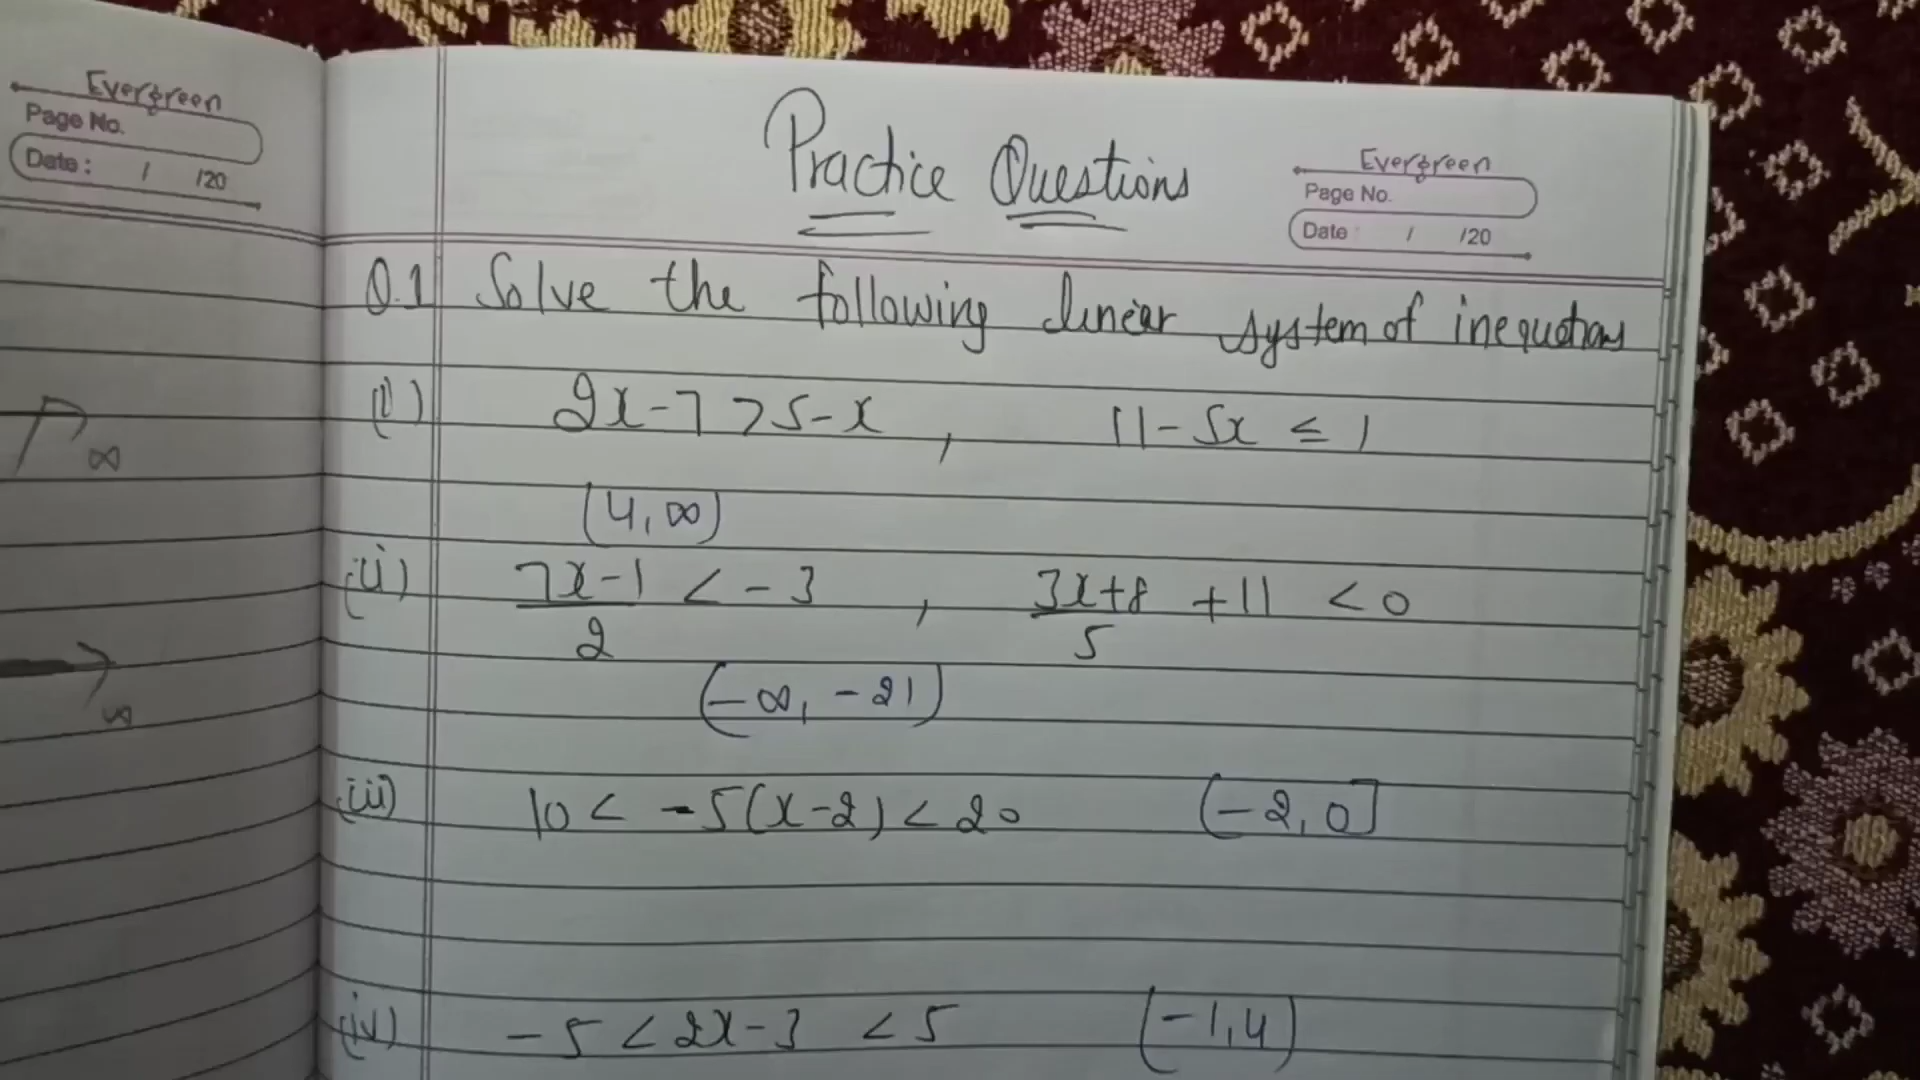 Evergreen
Page No.
Date : / /20
Practice Questions
Evergreen
Page No.
Date / /20
Q.1 Solve the following linear system of inequations
(i) 2x-7 > 5-x , 11-5x ≤ 1
(4, ∞)
∞
(ii) 7x-1/2 < -3 , 3x+8/5 + 11 < 0
(-∞, -21)
∞
(iii) 10 < -5(x-2) < 20 (-2, 0]
(iv) -5 < 2x-3 < 5 (-1, 4)